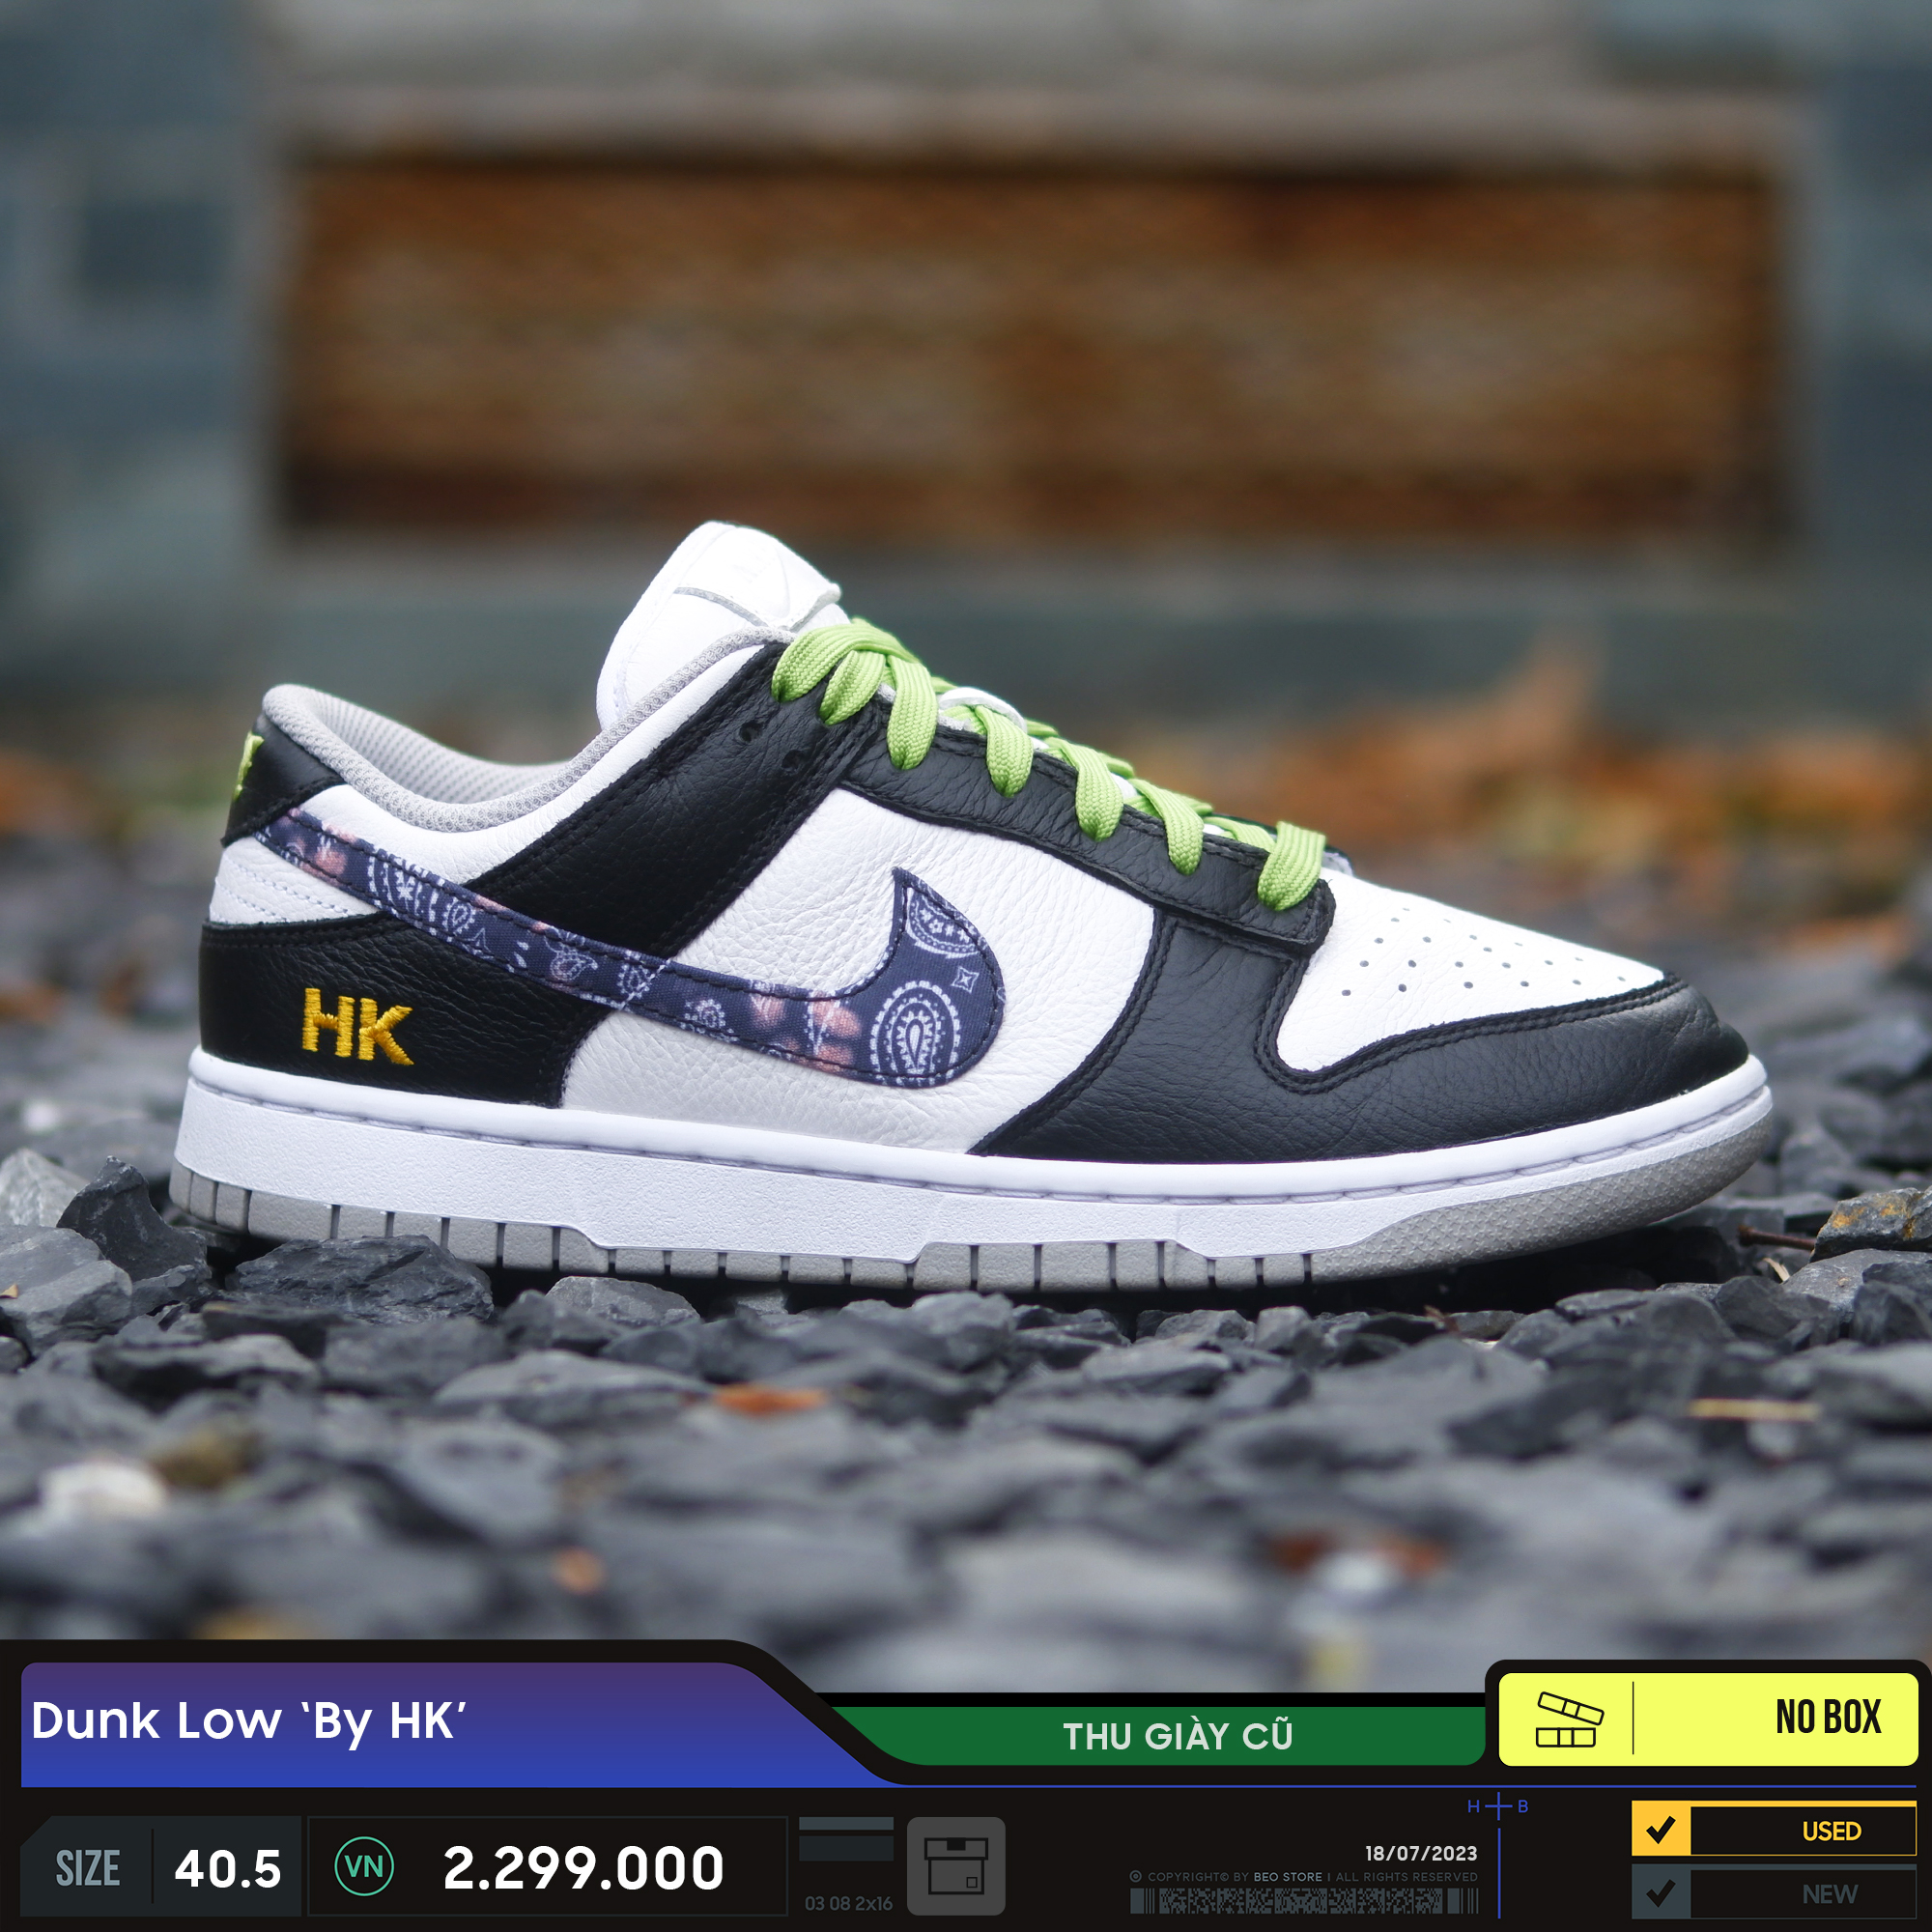 HK
Dunk Low ‘By HK’
THU GIÀY CŨ
NO BOX
SIZE 40.5
VN 2.299.000
03 08 2x16
H B
18/07/2023
COPYRIGHT© BY BEO STORE | ALL RIGHTS RESERVED
USED
NEW